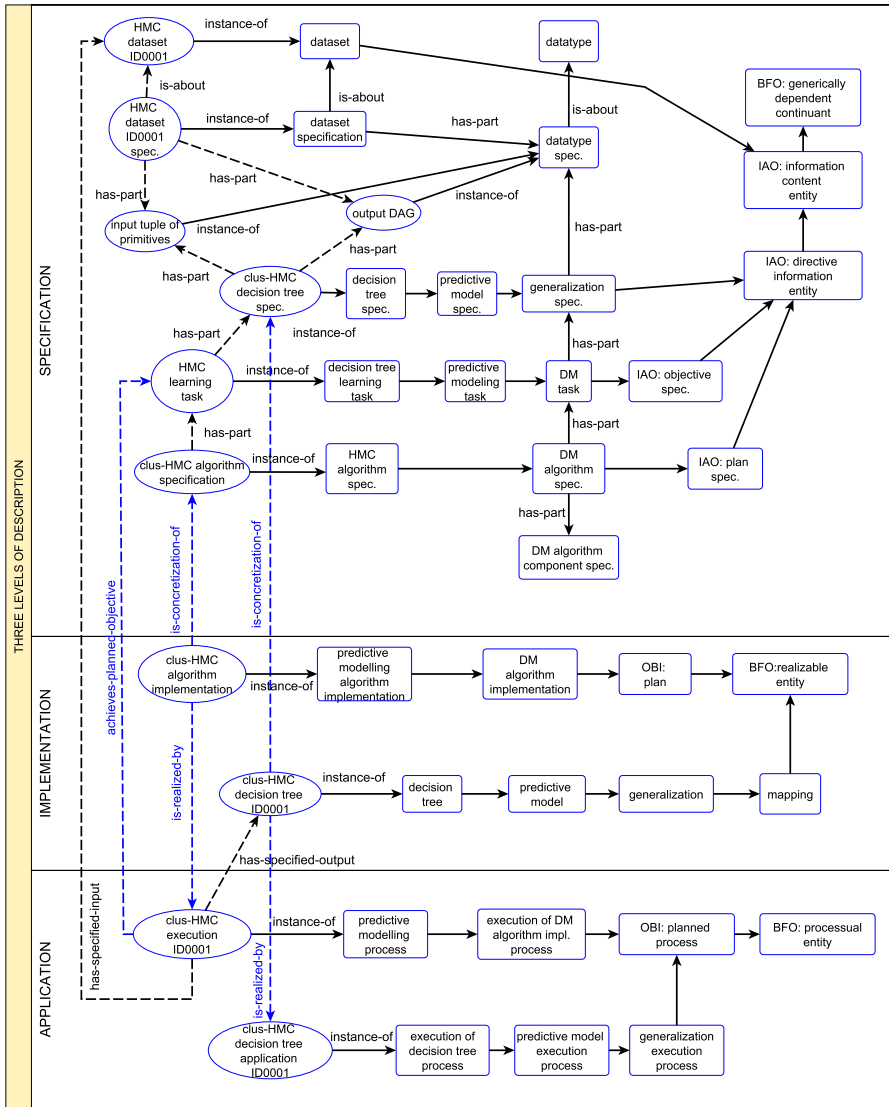 THREE LEVELS OF DESCRIPTION
SPECIFICATION
HMC
dataset
ID0001
instance-of
dataset
datatype
is-about
is-about
is-about
BFO: generically
dependent
continuant
HMC
dataset
ID0001
spec.
instance-of
dataset
specification
has-part
datatype
spec.
IAO: information
content
entity
has-part
has-part
input tuple of
primitives
instance-of
output DAG
instance-of
has-part
has-part
has-part
clus-HMC
decision tree
spec.
decision
tree spec.
predictive
model spec.
generalization
spec.
IAO: directive
information
entity
instance-of
has-part
has-part
HMC
learning
task
instance-of
decision tree
learning task
predictive
modeling task
DM
task
IAO: objective
spec.
has-part
has-part
clus-HMC algorithm
specification
instance-of
HMC
algorithm
spec.
DM
algorithm spec.
IAO: plan
spec.
has-part
DM algorithm
component spec.
achieves-planned-objective
is-concretization-of
is-concretization-of
IMPLEMENTATION
clus-HMC
algorithm
implementation
instance-of
predictive
modelling
algorithm
implementation
DM
algorithm
implementation
OBI:
plan
BFO:realizable
entity
is-realized-by
clus-HMC
decision tree
ID0001
instance-of
decision
tree
predictive
model
generalization
mapping
has-specified-output
APPLICATION
has-specified-input
clus-HMC
execution
ID0001
instance-of
predictive
modelling
process
execution of DM
algorithm impl.
process
OBI: planned
process
BFO: processual
entity
is-realized-by
clus-HMC
decision tree
application
ID0001
instance-of
execution of
decision tree
process
predictive model
execution
process
generalization
execution
process